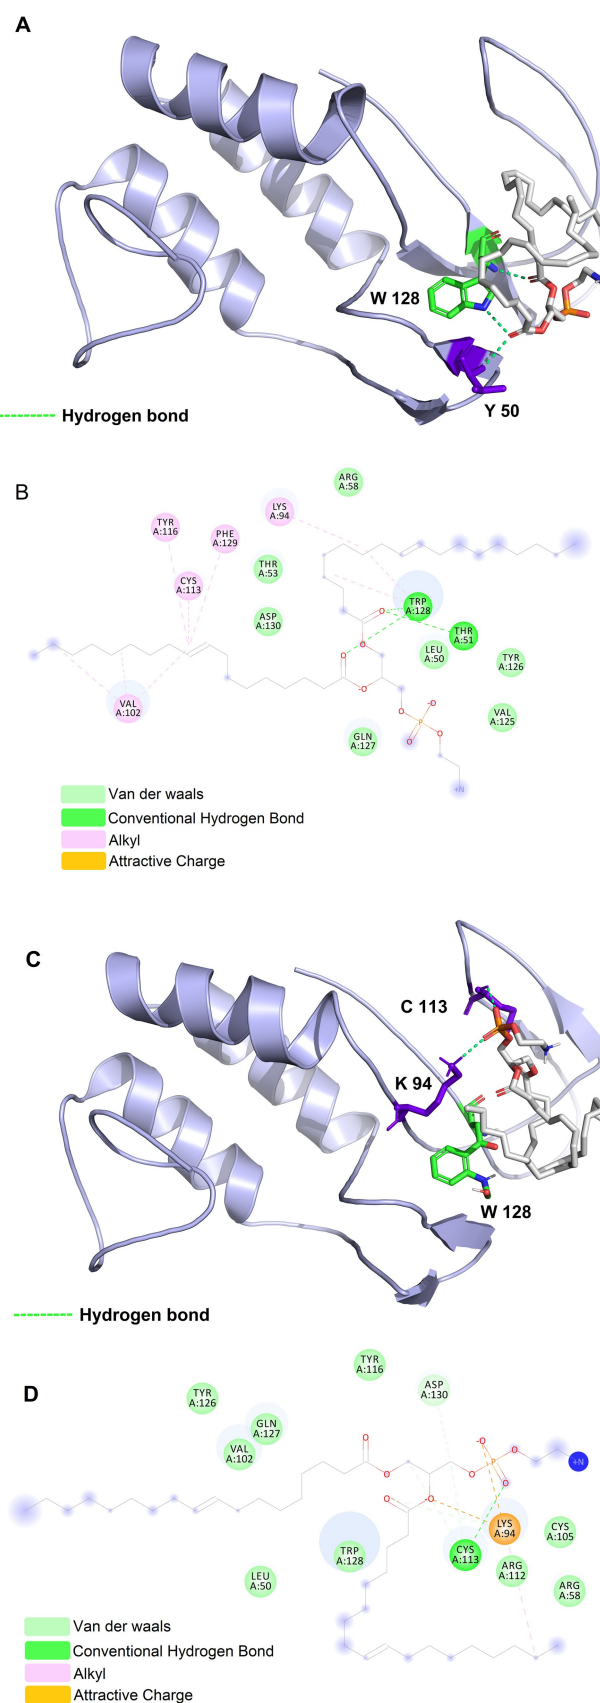 A
W 128
Y 50
Hydrogen bond
B
ARG
A:58
LYS
A:94
TYR
A:116
PHE
A:129
THR
A:53
CYS
A:113
TRP
A:128
ASP
A:130
O
THR
A:51
O
O
LEU
A:50
TYR
A:126
-O
VAL
A:102
O
-O
P
VAL
A:125
GLN
A:127
O
O
+N
Van der waals
Conventional Hydrogen Bond
Alkyl
Attractive Charge
C
C 113
K 94
W 128
Hydrogen bond
D
TYR
A:116
ASP
A:130
TYR
A:126
GLN
A:127
VAL
A:102
O
-O
O
P
+N
O
O
O
O
-O
LYS
A:94
CYS
A:105
TRP
A:128
CYS
A:113
ARG
A:112
LEU
A:50
ARG
A:58
Van der waals
Conventional Hydrogen Bond
Alkyl
Attractive Charge